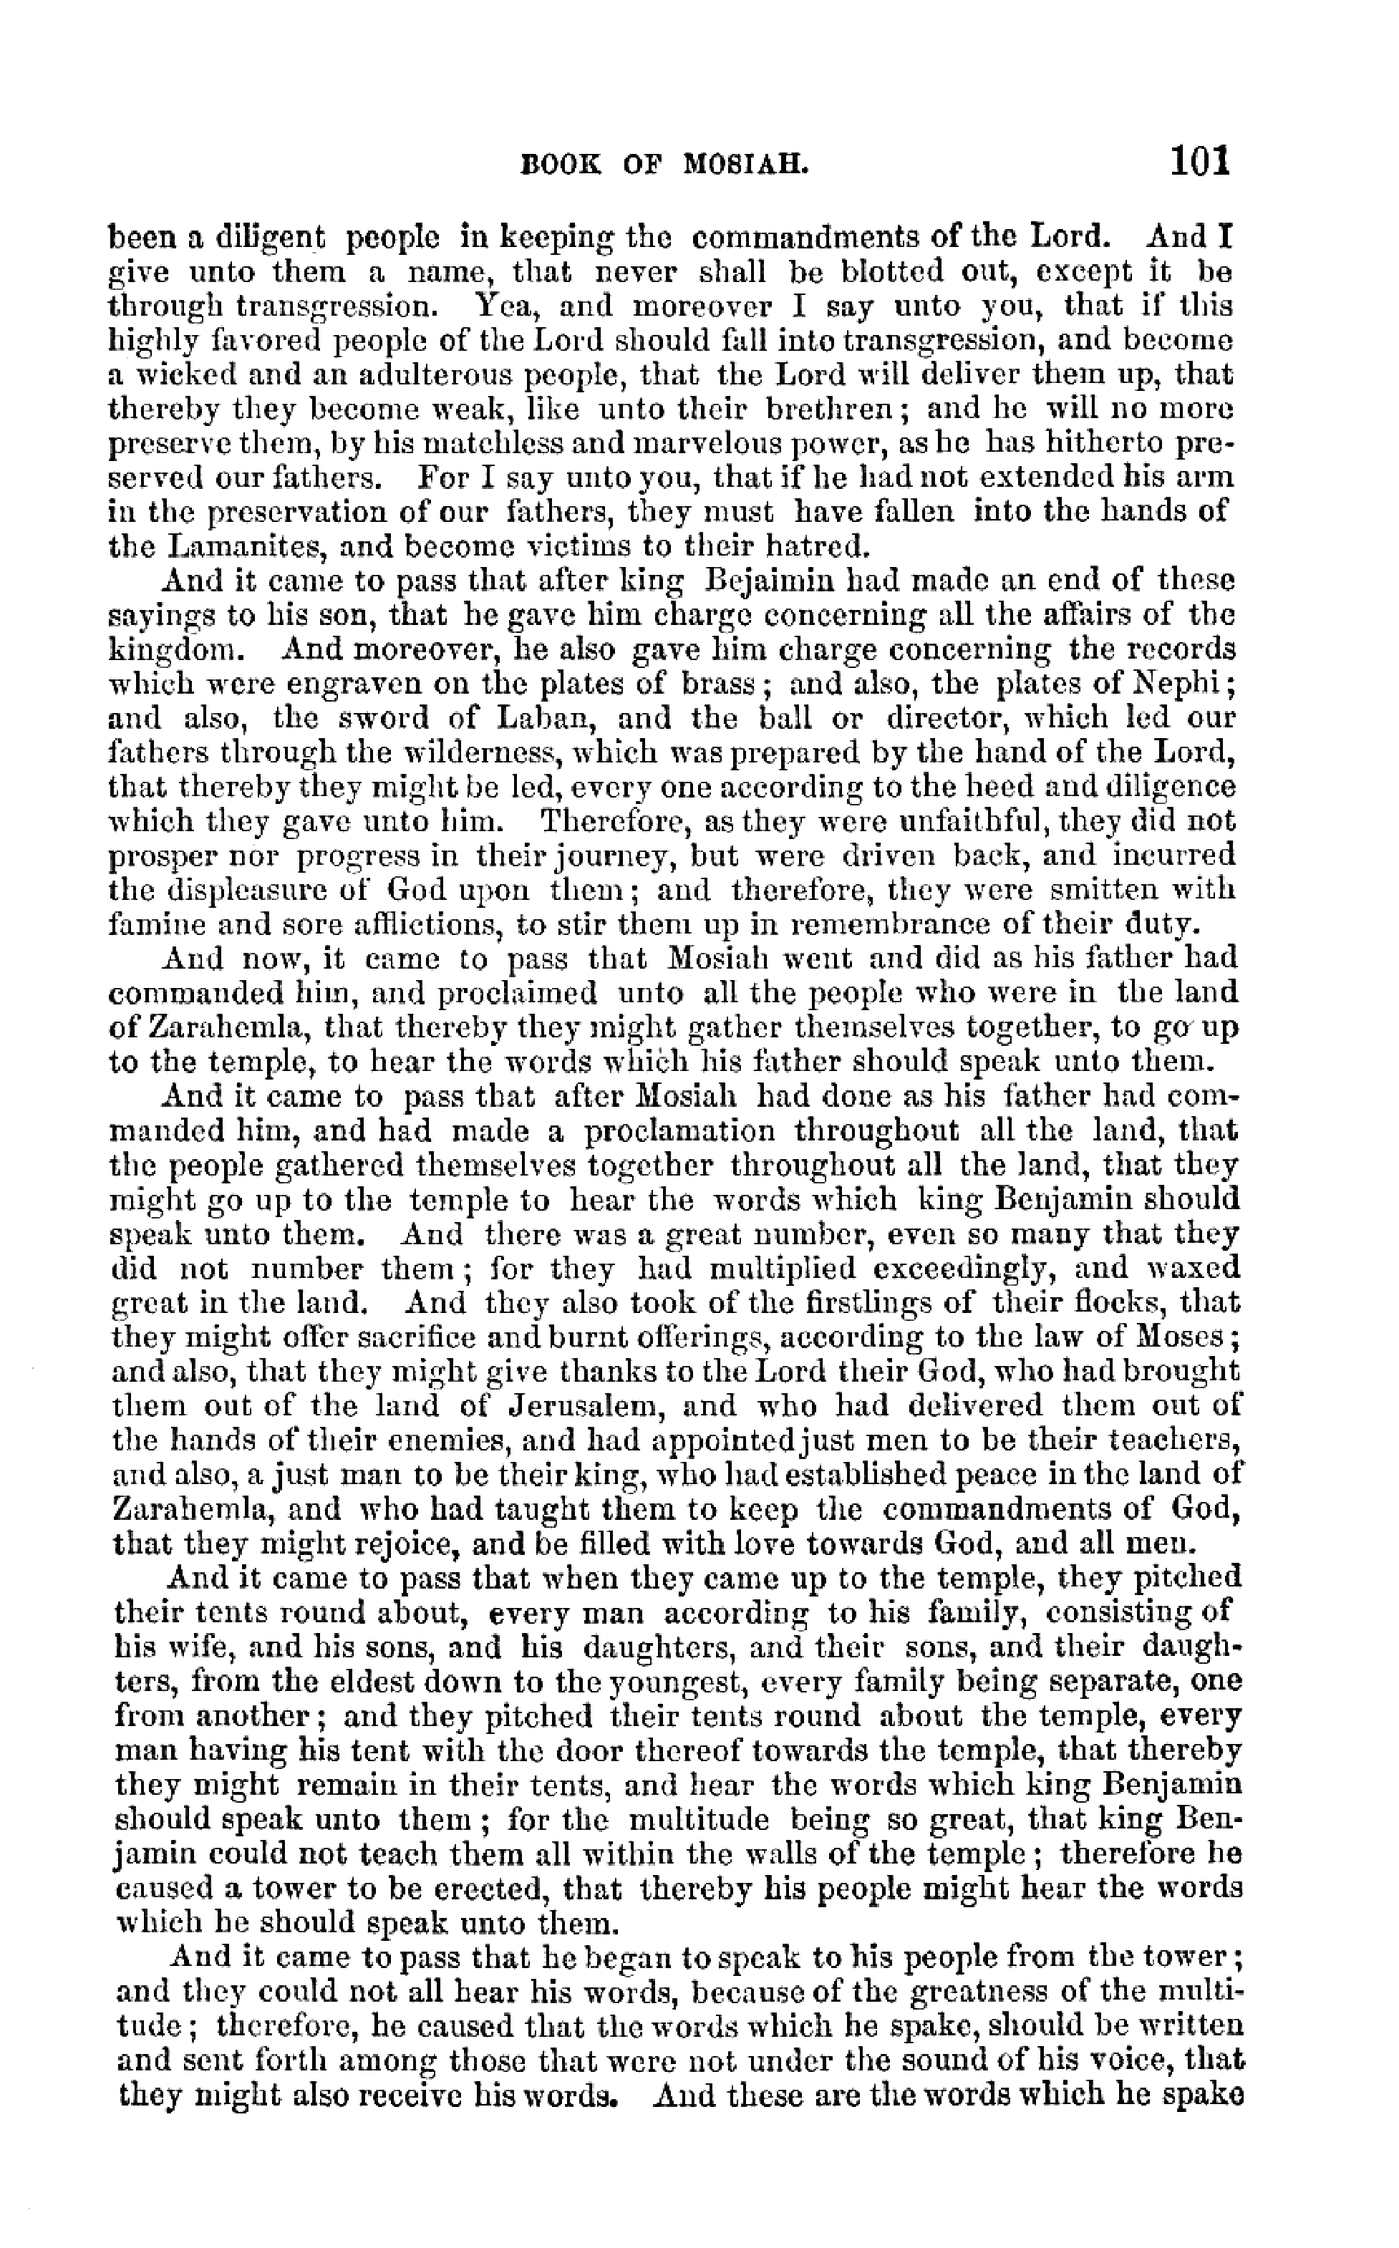 BOOK OF MOSIAH. 101
been a diligent people in keeping the commandments of the Lord. And I
give unto them a name, that never shall be blotted out, except it be
through transgression. Yea, and moreover I say unto you, that if this
highly favored people of the Lord should fall into transgression, and become
a wicked and an adulterous people, that the Lord will deliver them up, that
thereby they become weak, like unto their brethren; and he will no more
preserve them, by his matchless and marvelous power, as he has hitherto pre-
served our fathers. For I say unto you, that if he had not extended his arm
in the preservation of our fathers, they must have fallen into the hands of
the Lamanites, and become victims to their hatred.
And it came to pass that after king Bejaimin had made an end of these
sayings to his son, that he gave him charge concerning all the affairs of the
kingdom. And moreover, he also gave him charge concerning the records
which were engraven on the plates of brass; and also, the plates of Nephi;
and also, the sword of Laban, and the ball or director, which led our
fathers through the wilderness, which was prepared by the hand of the Lord,
that thereby they might be led, every one according to the heed and diligence
which they gave unto him. Therefore, as they were unfaithful, they did not
prosper nor progress in their journey, but were driven back, and incurred
the displeasure of God upon them; and therefore, they were smitten with
famine and sore afflictions, to stir them up in remembrance of their duty.
And now, it came to pass that Mosiah went and did as his father had
commanded him, and proclaimed unto all the people who were in the land
of Zarahemla, that thereby they might gather themselves together, to go up
to the temple, to hear the words which his father should speak unto them.
And it came to pass that after Mosiah had done as his father had com-
manded him, and had made a proclamation throughout all the land, that
the people gathered themselves together throughout all the land, that they
might go up to the temple to hear the words which king Benjamin should
speak unto them. And there was a great number, even so many that they
did not number them; for they had multiplied exceedingly, and waxed
great in the land. And they also took of the firstlings of their flocks, that
they might offer sacrifice and burnt offerings, according to the law of Moses;
and also, that they might give thanks to the Lord their God, who had brought
them out of the land of Jerusalem, and who had delivered them out of
the hands of their enemies, and had appointed just men to be their teachers,
and also, a just man to be their king, who had established peace in the land of
Zarahemla, and who had taught them to keep the commandments of God,
that they might rejoice, and be filled with love towards God, and all men.
And it came to pass that when they came up to the temple, they pitched
their tents round about, every man according to his family, consisting of
his wife, and his sons, and his daughters, and their sons, and their daugh-
ters, from the eldest down to the youngest, every family being separate, one
from another; and they pitched their tents round about the temple, every
man having his tent with the door thereof towards the temple, that thereby
they might remain in their tents, and hear the words which king Benjamin
should speak unto them; for the multitude being so great, that king Ben-
jamin could not teach them all within the walls of the temple; therefore he
caused a tower to be erected, that thereby his people might hear the words
which he should speak unto them.
And it came to pass that he began to speak to his people from the tower;
and they could not all hear his words, because of the greatness of the multi-
tude; therefore, he caused that the words which he spake, should be written
and sent forth among those that were not under the sound of his voice, that
they might also receive his words. And these are the words which he spake